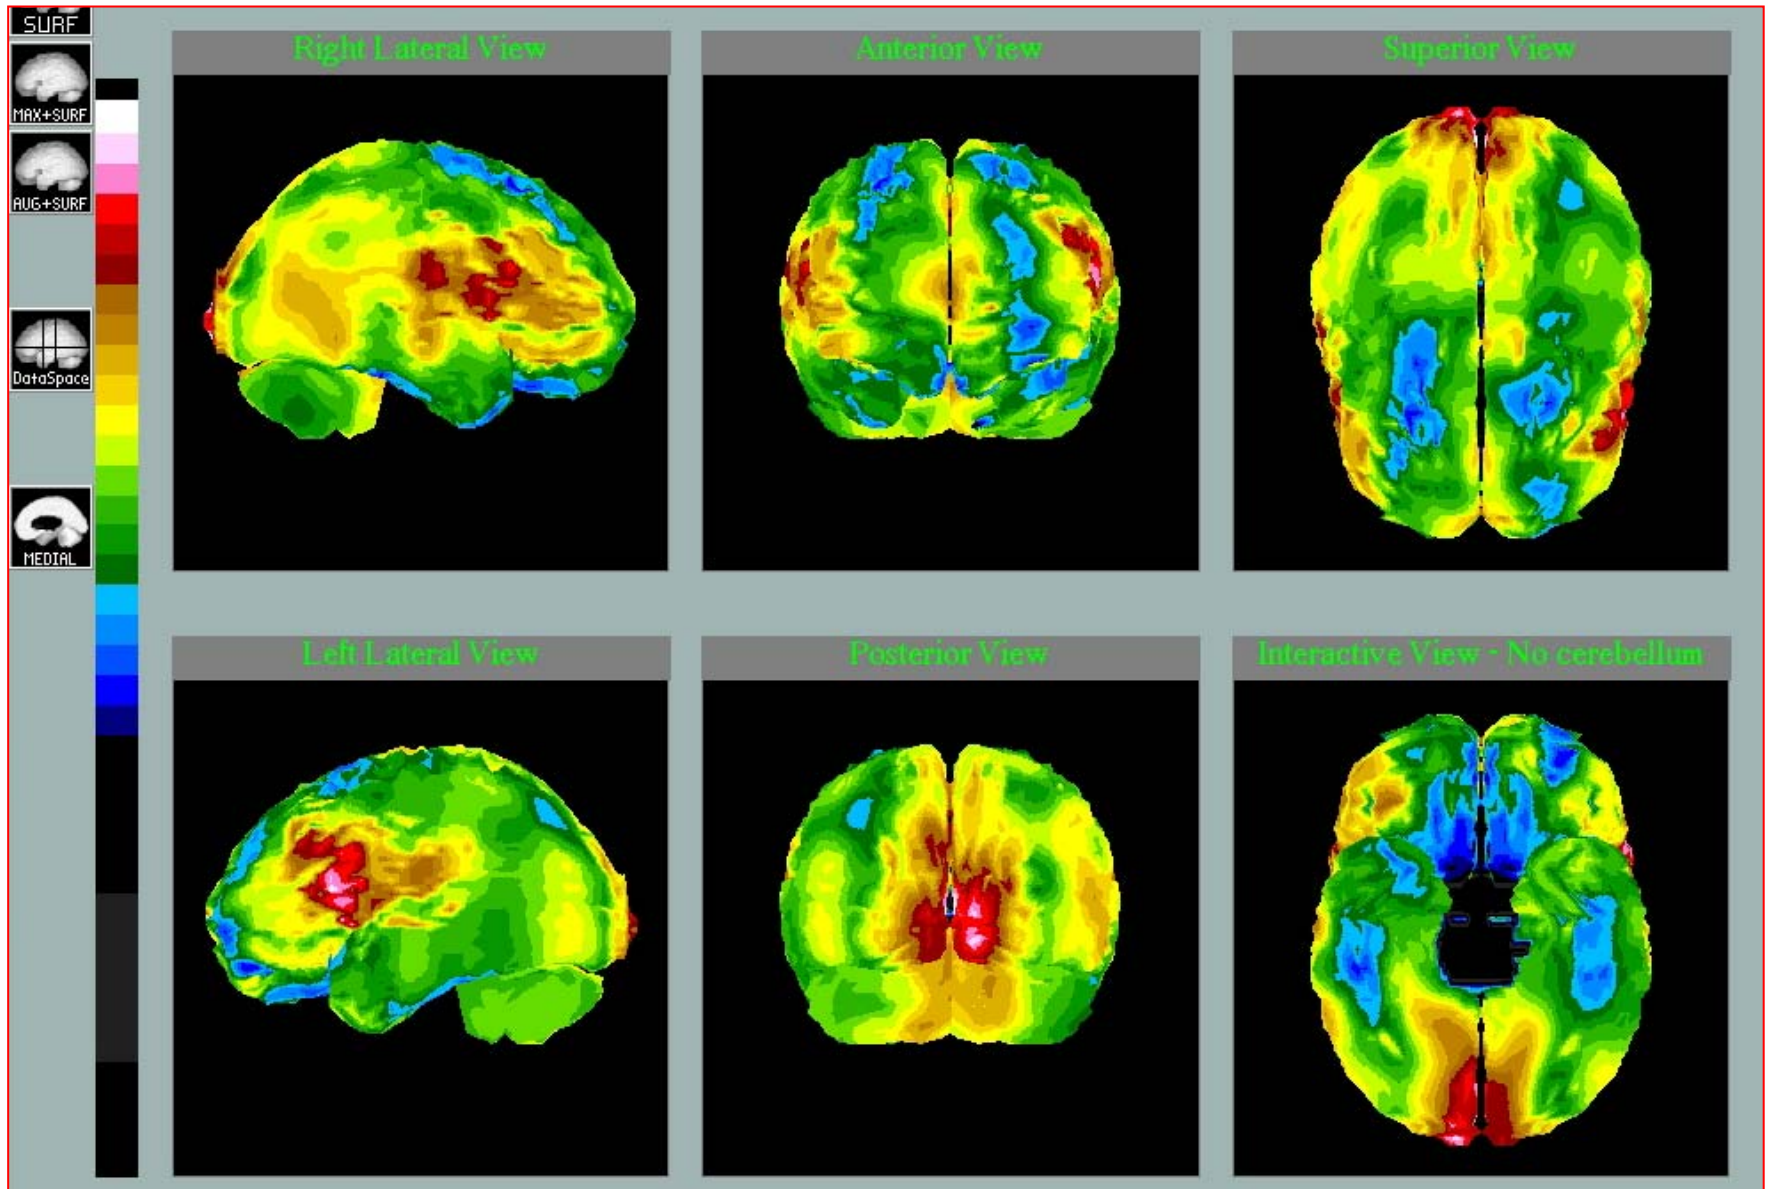 SURF
MAX+SURF
AUG+SURF
DataSpace
MEDIAL
Right Lateral View
Anterior View
Superior View
Left Lateral View
Posterior View
Interactive View - No cerebellum